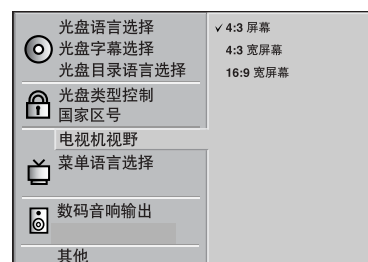 光盘语言选择
光盘字幕选择
光盘目录语言选择
光盘类型控制
国家区号
电视机视野
菜单语言选择
数码音响输出
其他
✓ 4:3 屏幕
4:3 宽屏幕
16:9 宽屏幕